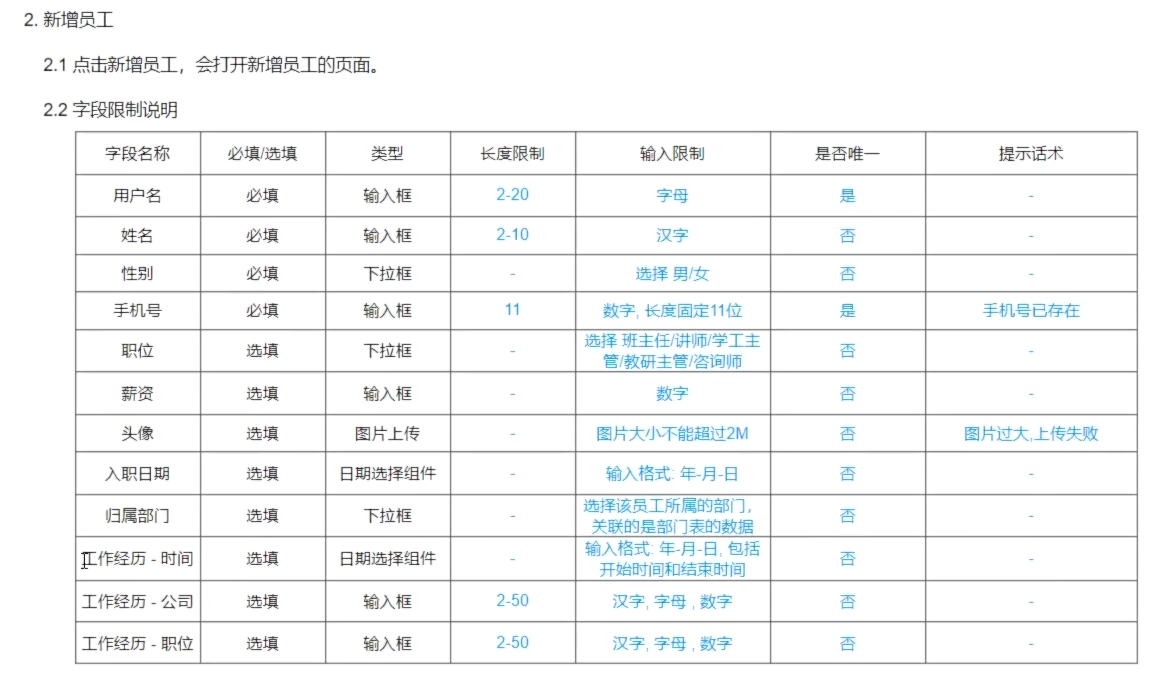 2. 新增员工
2.1 点击新增员工，会打开新增员工的页面。
2.2 字段限制说明
字段名称 必填/选填 类型 长度限制 输入限制 是否唯一 提示话术
用户名 必填 输入框 2-20 字母 是 -
姓名 必填 输入框 2-10 汉字 否 -
性别 必填 下拉框 - 选择 男/女 否 -
手机号 必填 输入框 11 数字, 长度固定11位 是 手机号已存在
职位 选填 下拉框 - 选择 班主任/讲师/学工主
管/教研主管/咨询师 否 -
薪资 选填 输入框 - 数字 否 -
头像 选填 图片上传 - 图片大小不能超过2M 否 图片过大,上传失败
入职日期 选填 日期选择组件 - 输入格式: 年-月-日 否 -
归属部门 选填 下拉框 - 选择该员工所属的部门，
关联的是部门表的数据 否 -
工作经历 - 时间 选填 日期选择组件 - 输入格式: 年-月-日, 包括
开始时间和结束时间 否 -
工作经历 - 公司 选填 输入框 2-50 汉字, 字母 , 数字 否 -
工作经历 - 职位 选填 输入框 2-50 汉字, 字母 , 数字 否 -